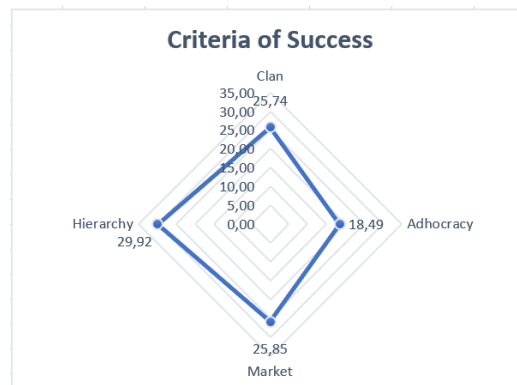 Criteria of Success
Clan
35,00
25,74
30,00
25,00
20,00
15,00
10,00
5,00
0,00
Hierarchy
29,92
18,49
Adhocracy
25,85
Market